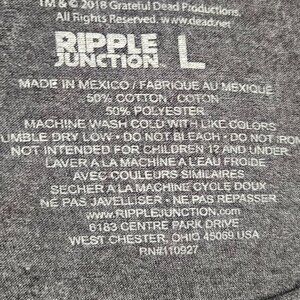 TM & © 2018 Grateful Dead Productions.
All Rights Reserved. www.dead.net
RIPPLE
JUNCTION™ L
MADE IN MEXICO / FABRIQUE AU MEXIQUE
50% COTTON / COTON
50% POLYESTER
MACHINE WASH COLD WITH LIKE COLORS
UMBLE DRY LOW • DO NOT BLEACH • DO NOT IRON
NOT INTENDED FOR CHILDREN 12 AND UNDER
LAVER A LA MACHINE A L'EAU FROIDE
AVEC COULEURS SIMILAIRES
SECHER A LA MACHINE CYCLE DOUX
NE PAS JAVELLISER • NE PAS REPASSER
www.RIPPLEJUNCTION.com
6183 CENTRE PARK DRIVE
WEST CHESTER, OHIO 45069 USA
RN#110927